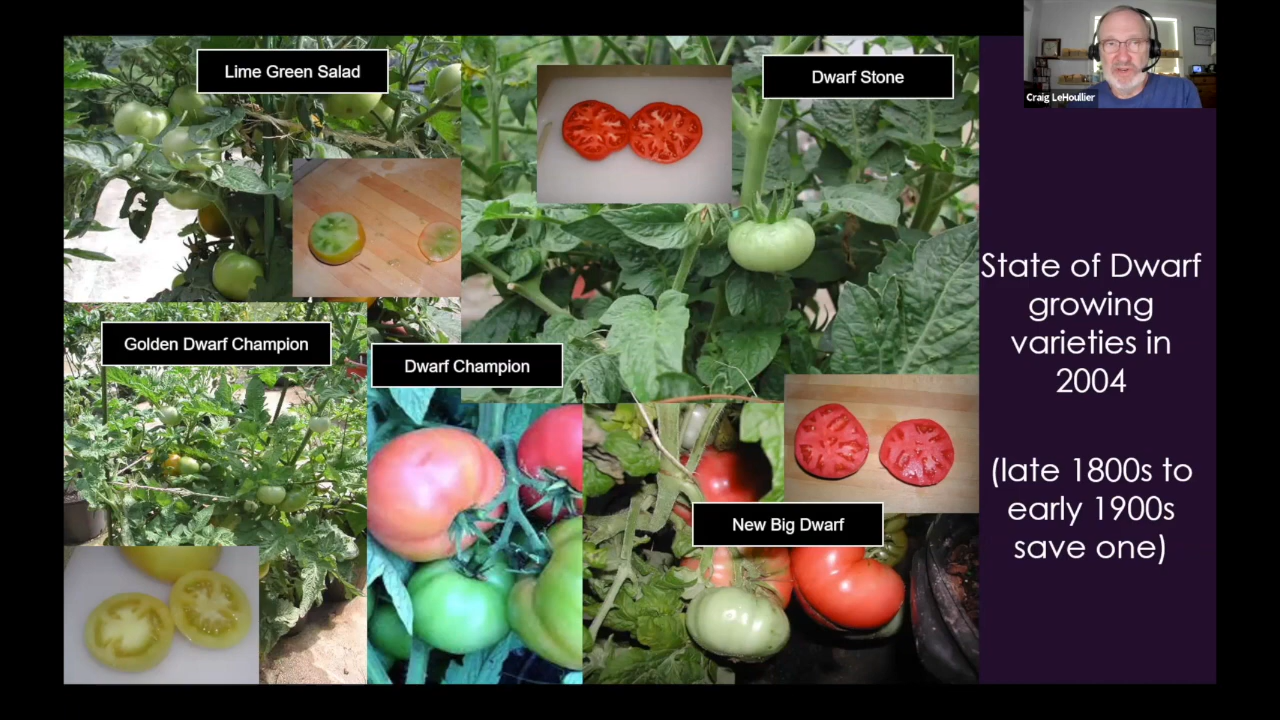 Lime Green Salad
Dwarf Stone
Craig LeHoullier
Golden Dwarf Champion
Dwarf Champion
New Big Dwarf
State of Dwarf
growing
varieties in
2004
(late 1800s to
early 1900s
save one)